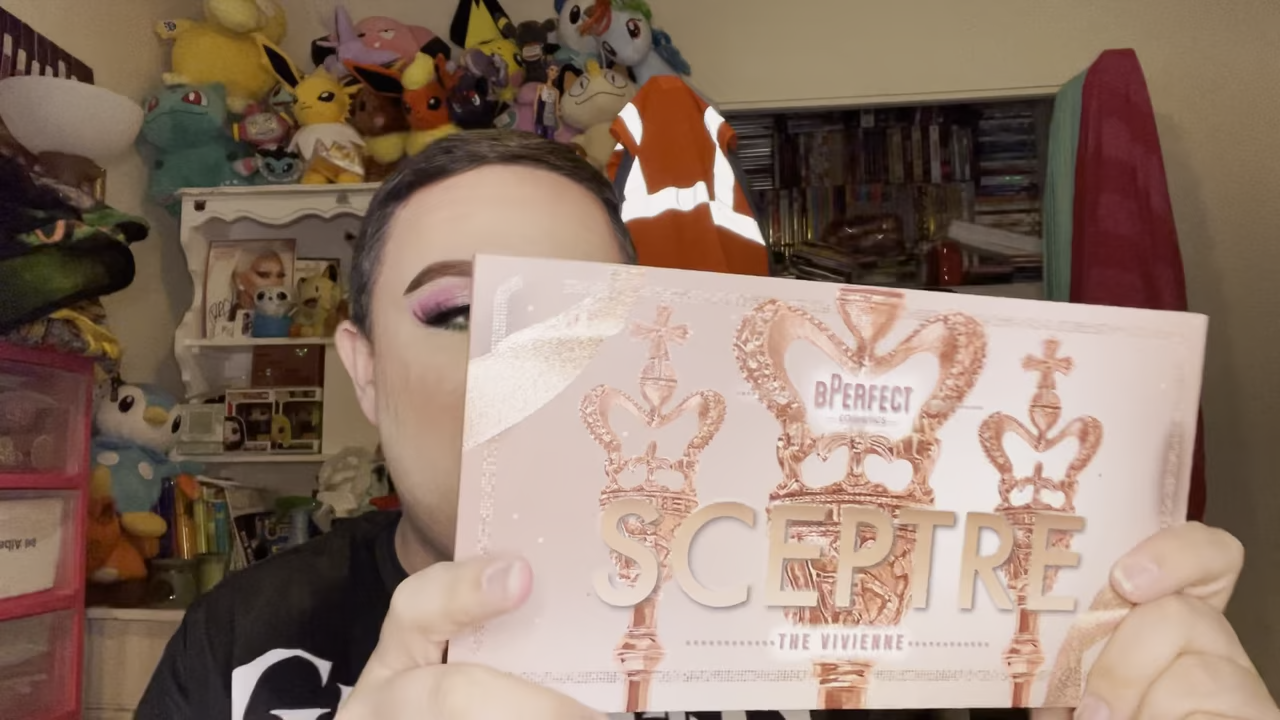 BPERFECT
COSMETICS
SCEPTRE
THE VIVIENNE
G